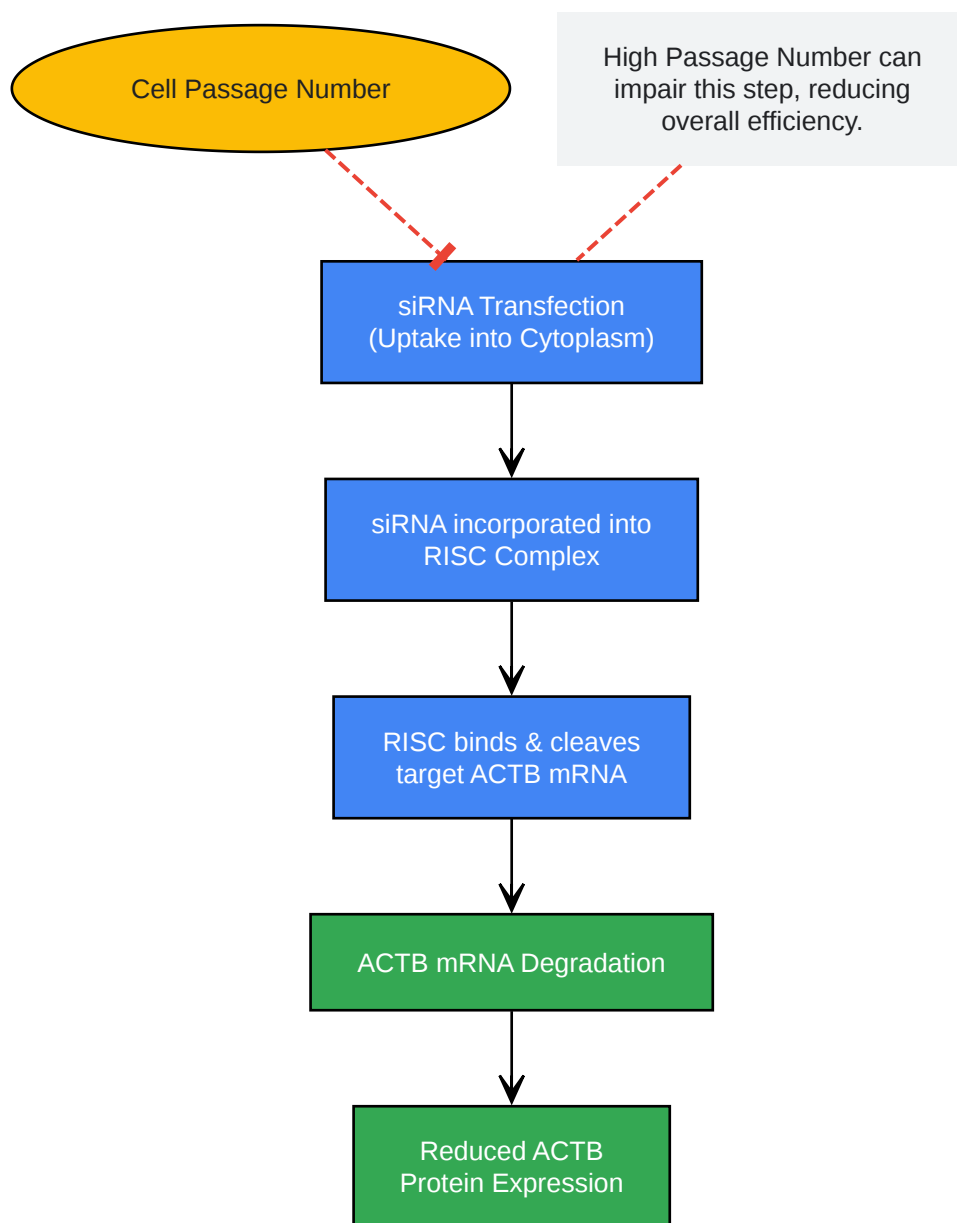 Cell Passage Number
High Passage Number can
impair this step, reducing
overall efficiency.
siRNA Transfection
(Uptake into Cytoplasm)
siRNA incorporated into
RISC Complex
RISC binds & cleaves
target ACTB mRNA
ACTB mRNA Degradation
Reduced ACTB
Protein Expression